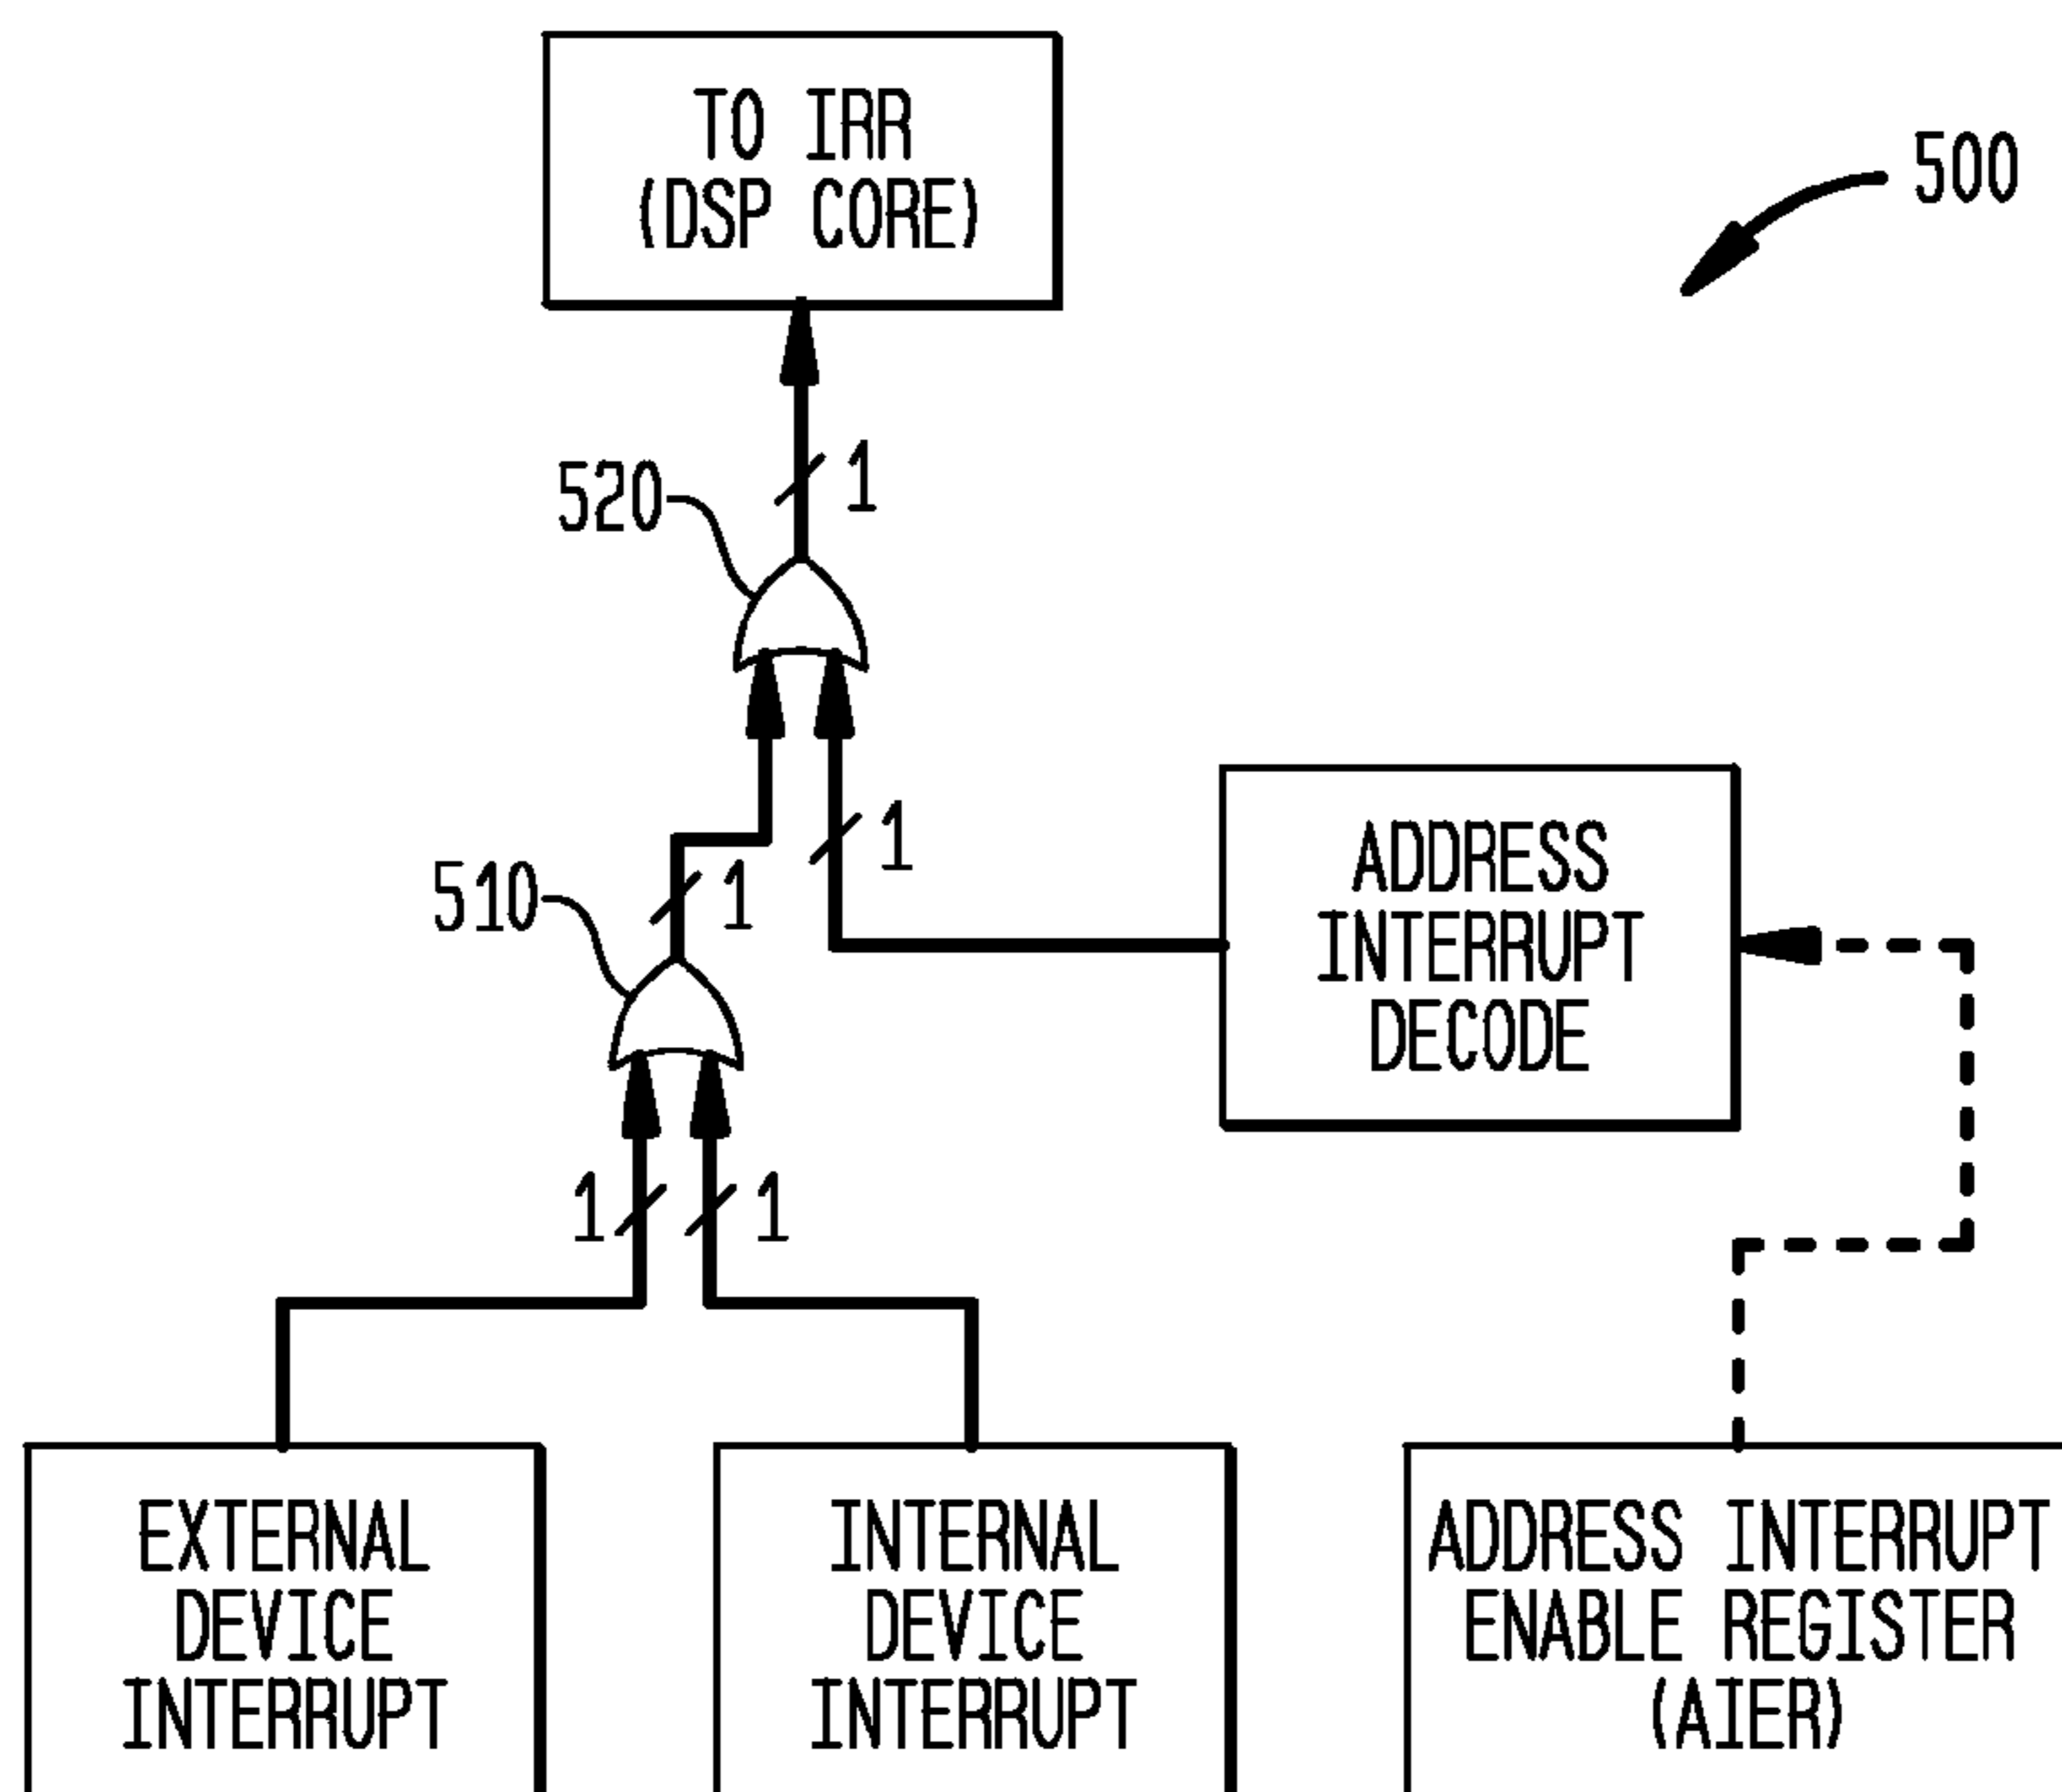 TO IRR
(DSP CORE)
500
520
1
1
510
1
ADDRESS
INTERRUPT
DECODE
1
1
EXTERNAL
DEVICE
INTERRUPT
INTERNAL
DEVICE
INTERRUPT
ADDRESS INTERRUPT
ENABLE REGISTER
(AIER)